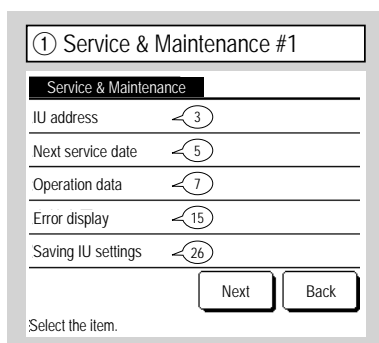 ① Service & Maintenance #1
Service & Maintenance
IU address 3
Next service date 5
Operation data 7
Error display 15
Saving IU settings 26
Next Back
Select the item.